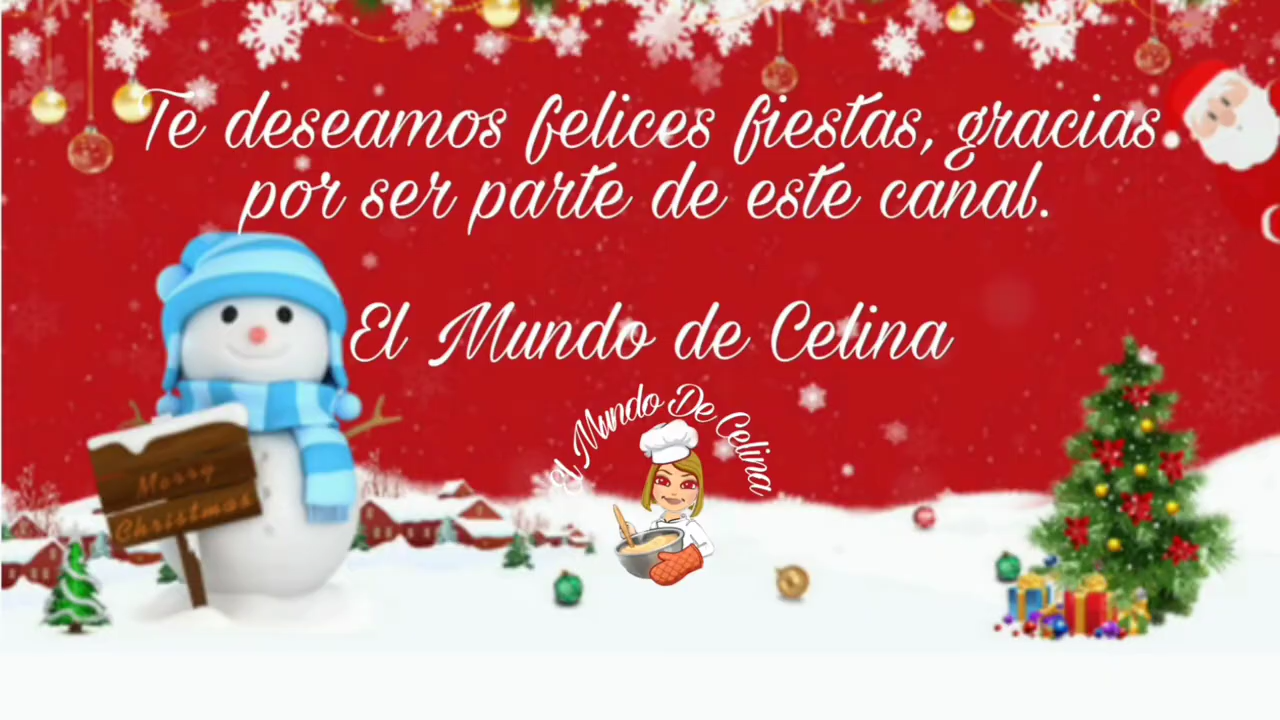 Te deseamos felices fiestas, gracias
por ser parte de este canal.
El Mundo de Celina
El Mundo De Celina
Merry
Christmas